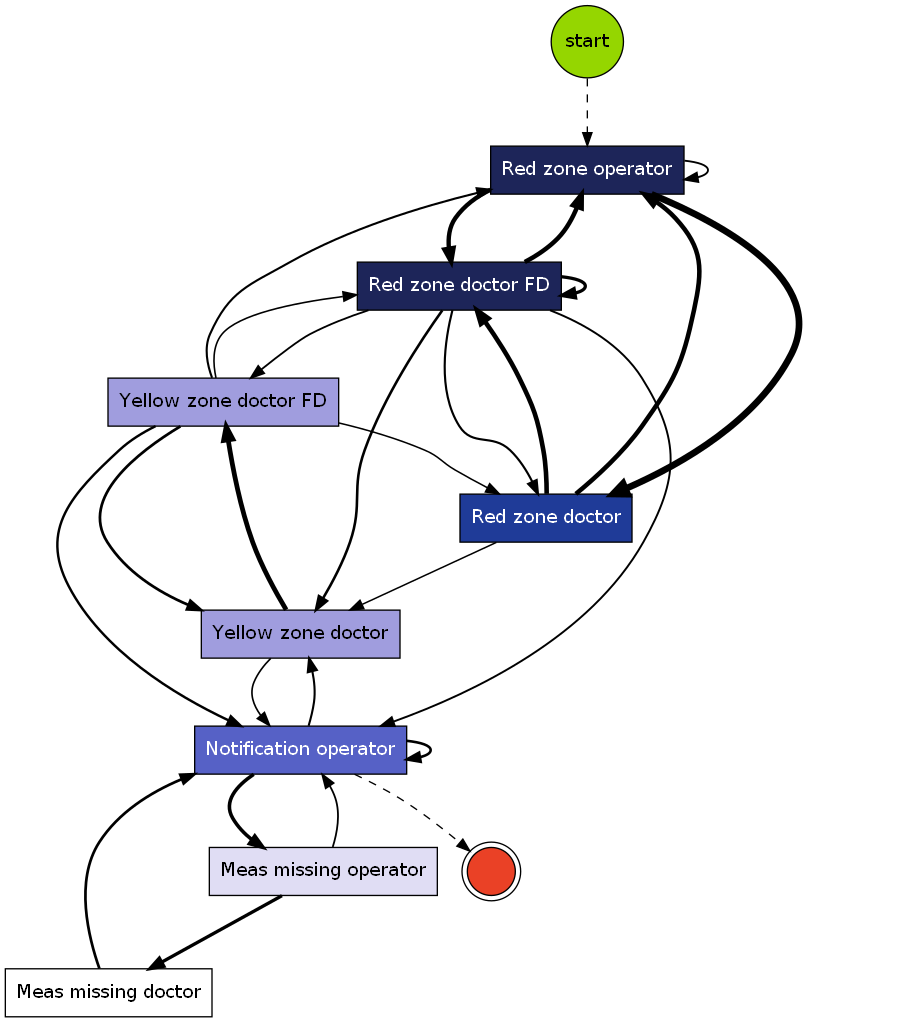 start
Red zone operator
Red zone doctor FD
Yellow zone doctor FD
Red zone doctor
Yellow zone doctor
Notification operator
Meas missing operator
Meas missing doctor